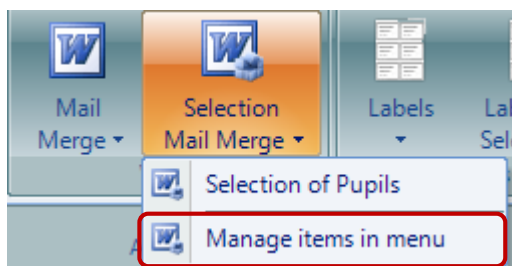 Mail
Merge
Selection
Mail Merge
Labels
Selection of Pupils
Manage items in menu